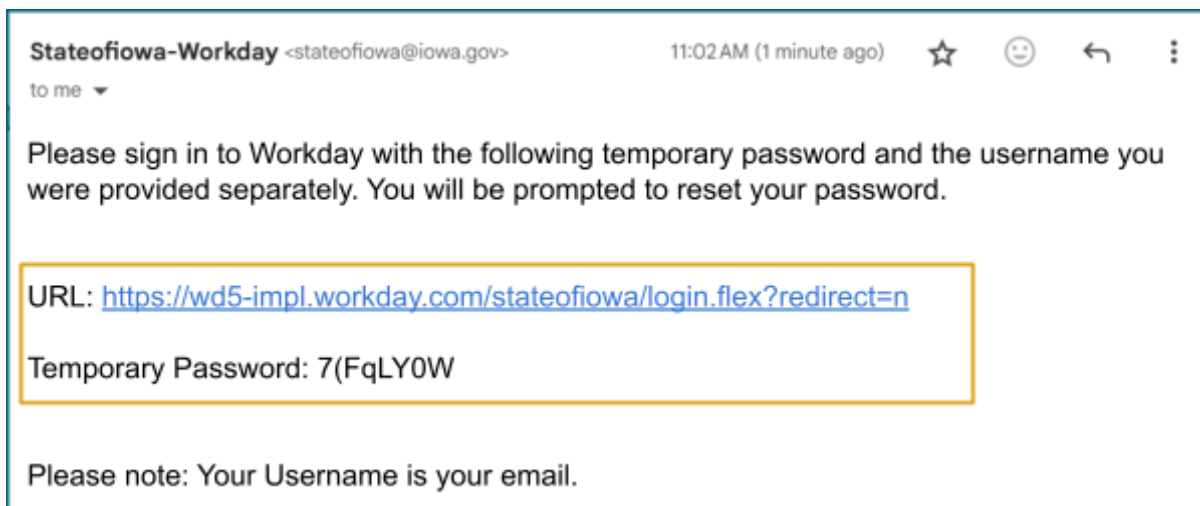 Stateofiowa-Workday <stateofiowa@iowa.gov> 11:02 AM (1 minute ago)
to me
Please sign in to Workday with the following temporary password and the username you
were provided separately. You will be prompted to reset your password.
URL: https://wd5-impl.workday.com/stateofiowa/login.flex?redirect=n
Temporary Password: 7(FqLY0W
Please note: Your Username is your email.